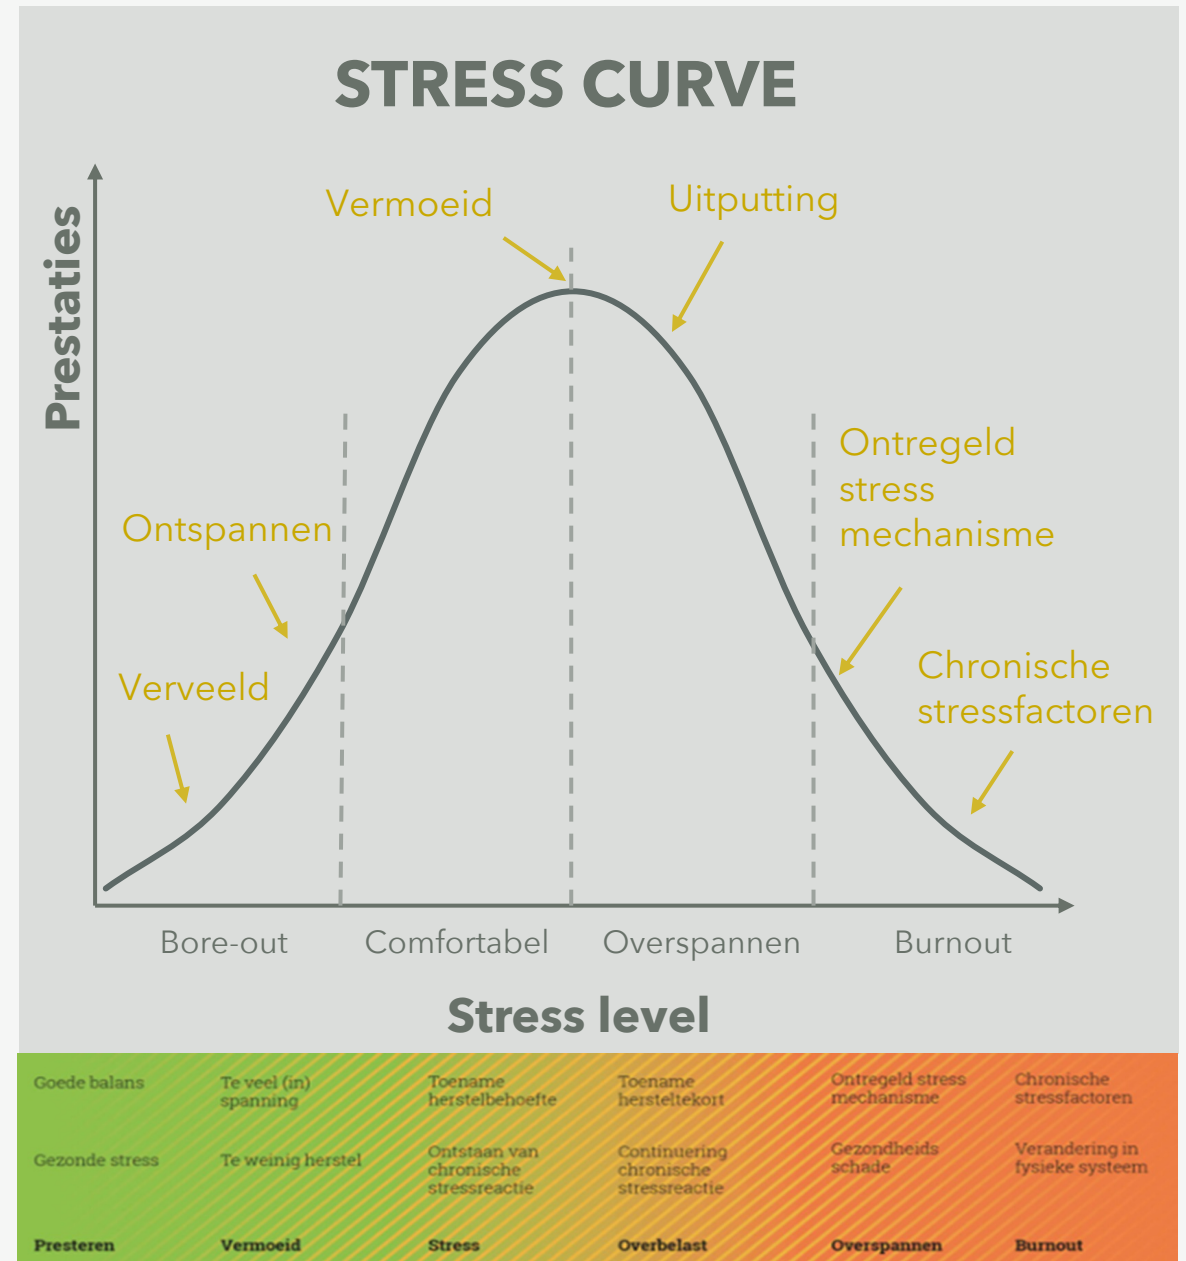 STRESS CURVE
Prestaties
Vermoeid
Uitputting
Ontregeld
stress
mechanisme
Ontspannen
Chronische
stressfactoren
Verveeld
Bore-out
Comfortabel
Overspannen
Burnout
Stress level
Goede balans
Te veel (in)
spanning
Toename
herstelbehoefte
Toename
hersteltekort
Ontregeld stress
mechanisme
Chronische
stressfactoren
Gezonde stress
Te weinig herstel
Ontstaan van
chronische
stressreactie
Continuering
chronische
stressreactie
Gezondheids
schade
Verandering in
fysieke systeem
Presteren
Vermoeid
Stress
Overbelast
Overspannen
Burnout